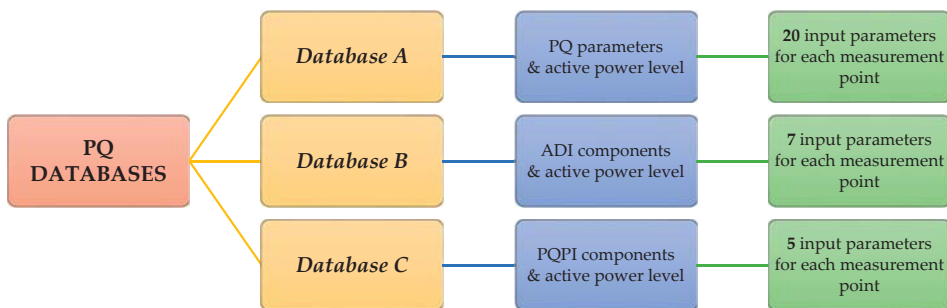 PQ
DATABASES
Database A
PQ parameters
& active power level
20 input parameters
for each measurement
point
Database B
ADI components
& active power level
7 input parameters
for each measurement
point
Database C
PQPI components
& active power level
5 input parameters
for each measurement
point